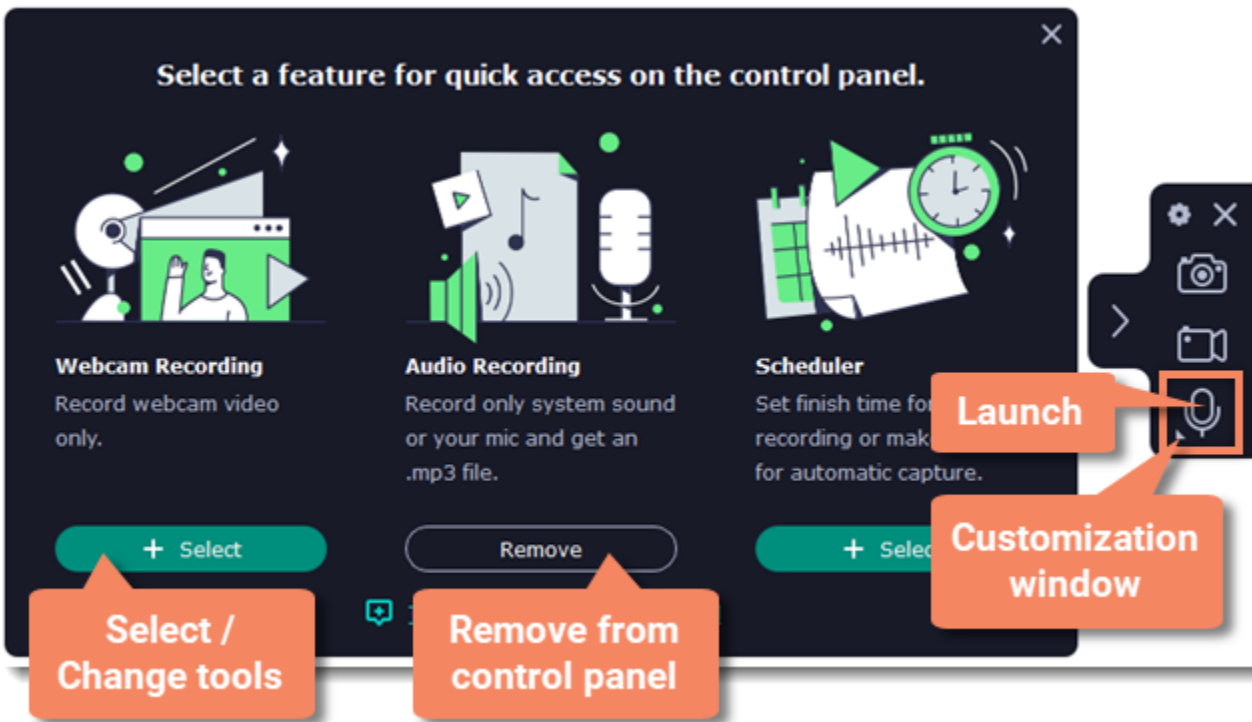 Select a feature for quick access on the control panel.
Webcam Recording
Record webcam video
only.
+ Select
Audio Recording
Record only system sound
or your mic and get an
.mp3 file.
Remove
Scheduler
Set finish time for
recording or mak
for automatic capture.
+ Selec
Launch
Customization
window
Select /
Change tools
Remove from
control panel